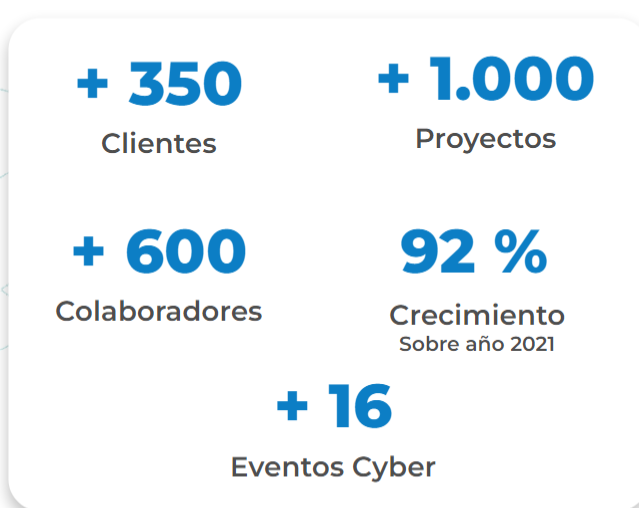 + 350
Clientes
+ 1.000
Proyectos
+ 600
Colaboradores
92 %
Crecimiento
Sobre año 2021
+ 16
Eventos Cyber